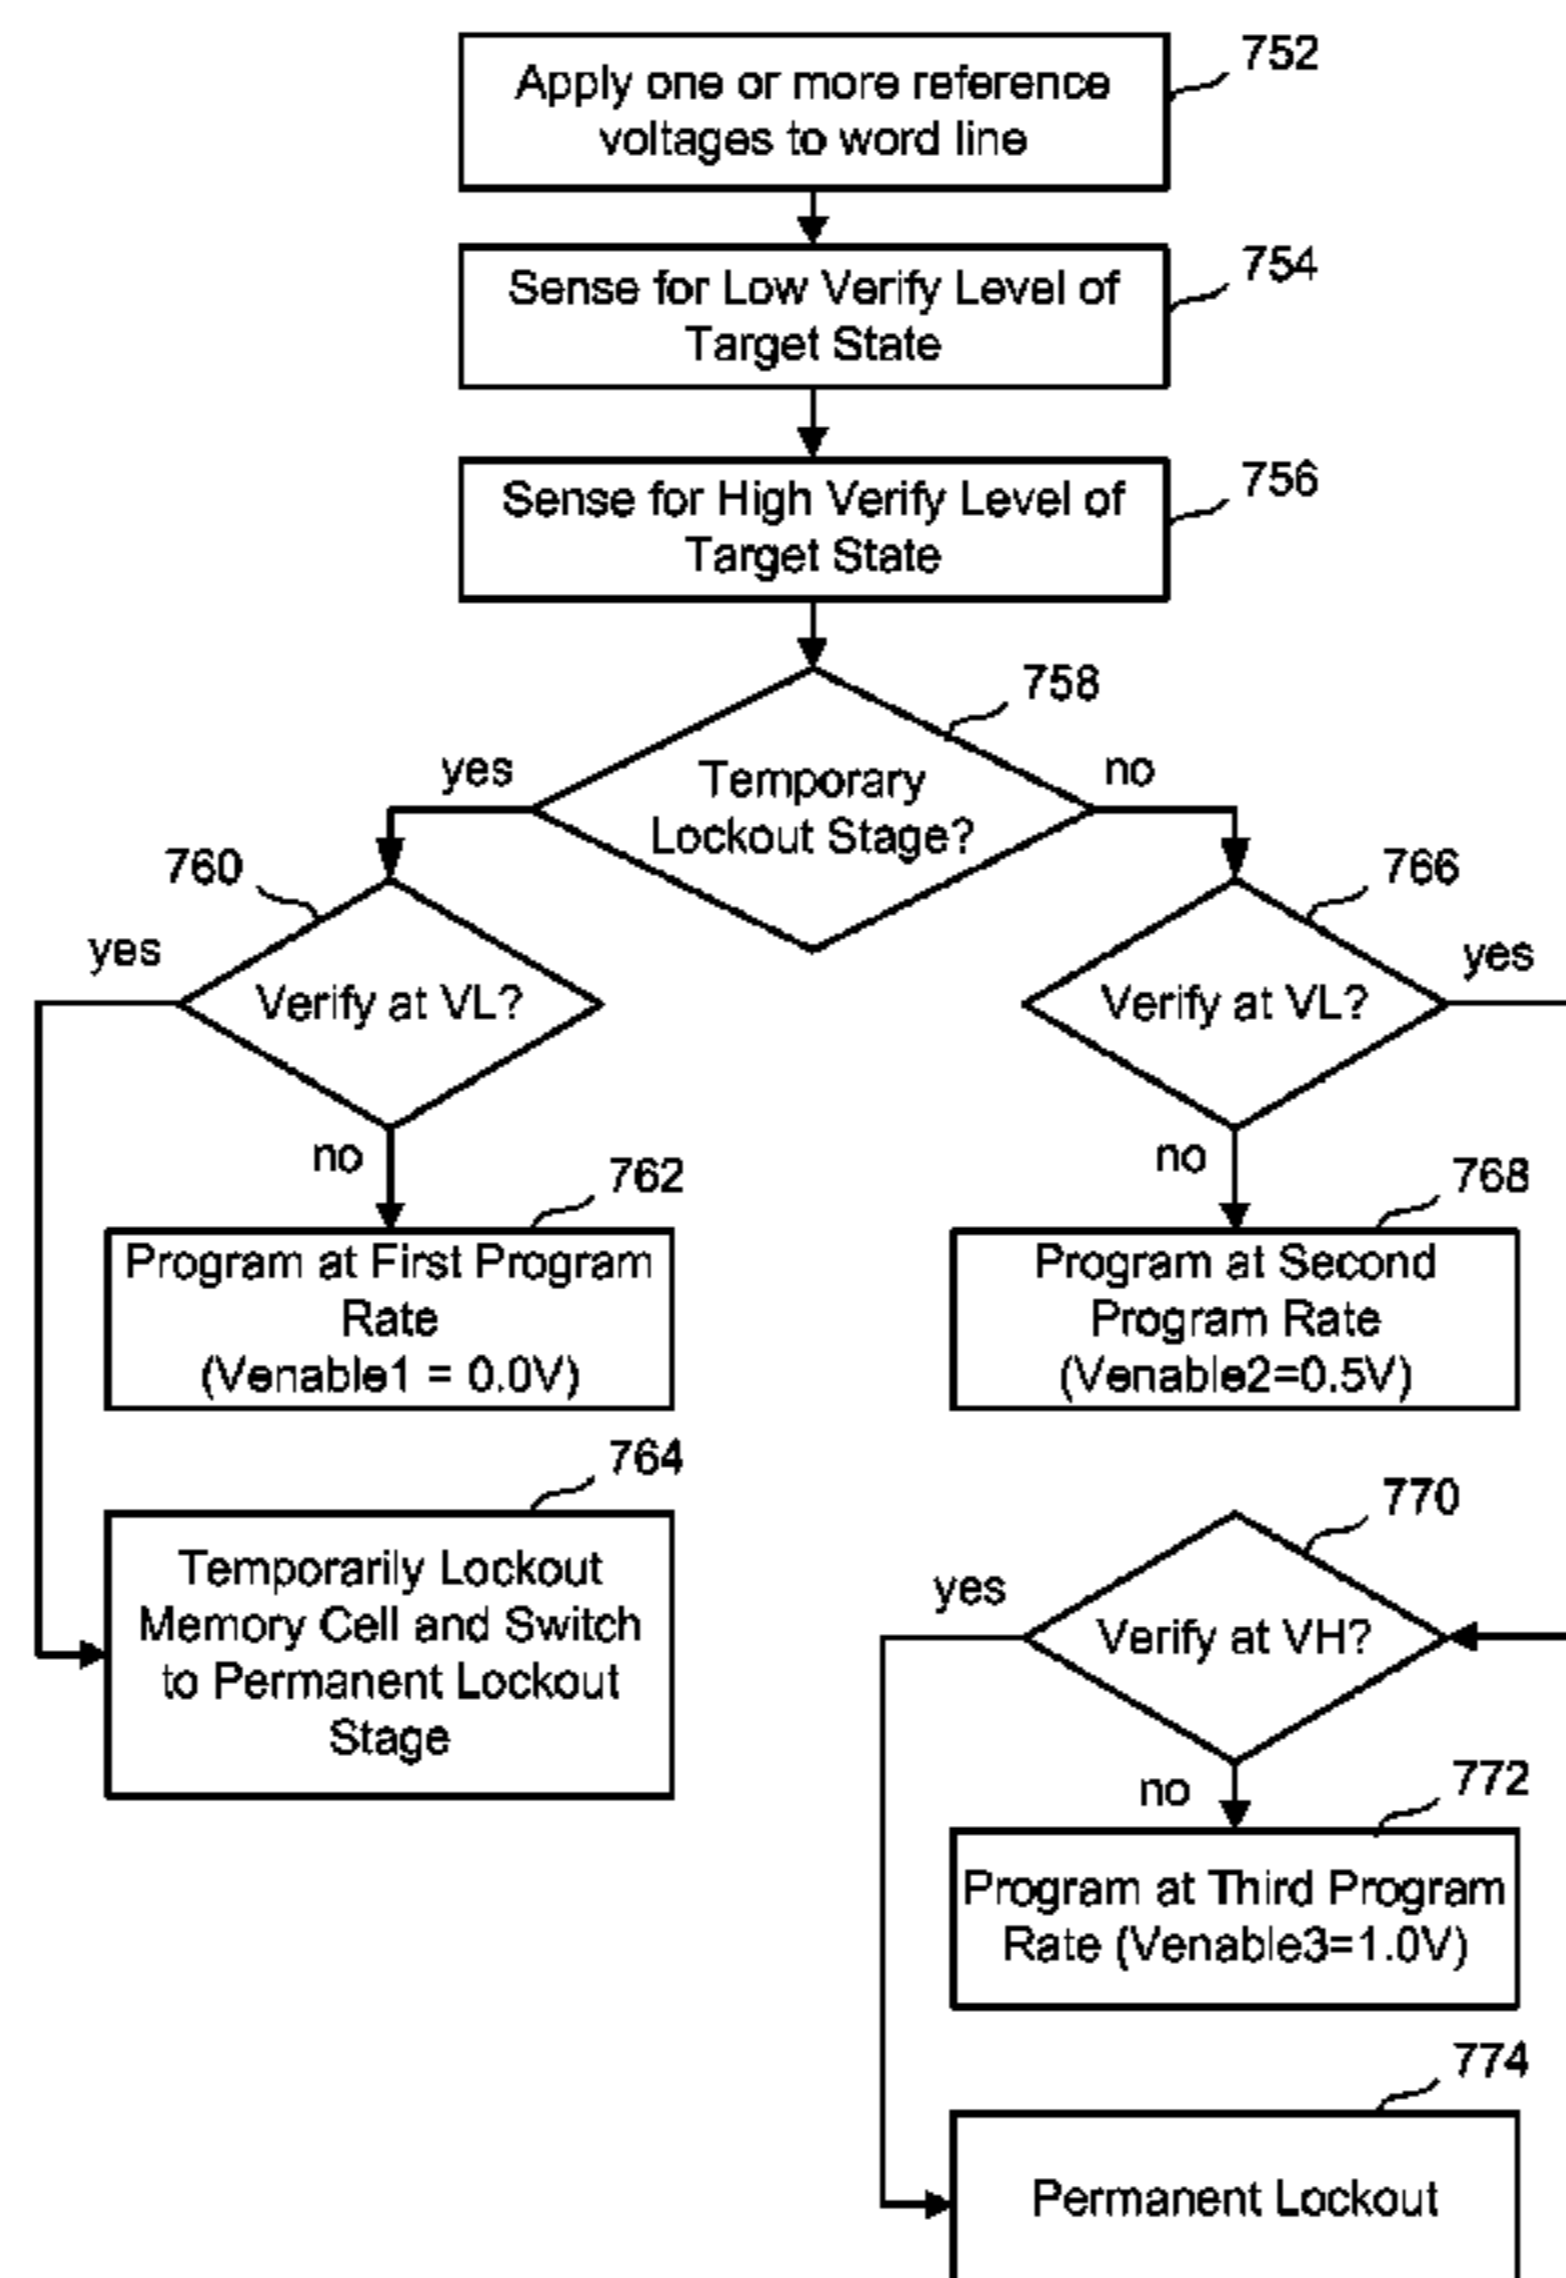 752
Apply one or more reference
voltages to word line
754
Sense for Low Verify Level of
Target State
756
Sense for High Verify Level of
Target State
758
yes
Temporary
Lockout Stage?
no
760
766
yes
Verify at VL?
no
Verify at VL?
yes
no
762
768
Program at First Program
Rate
(Venable1 = 0.0V)
Program at Second
Program Rate
(Venable2=0.5V)
764
Temporarily Lockout
Memory Cell and Switch
to Permanent Lockout
Stage
770
yes
Verify at VH?
no
772
Program at Third Program
Rate (Venable3=1.0V)
774
Permanent Lockout